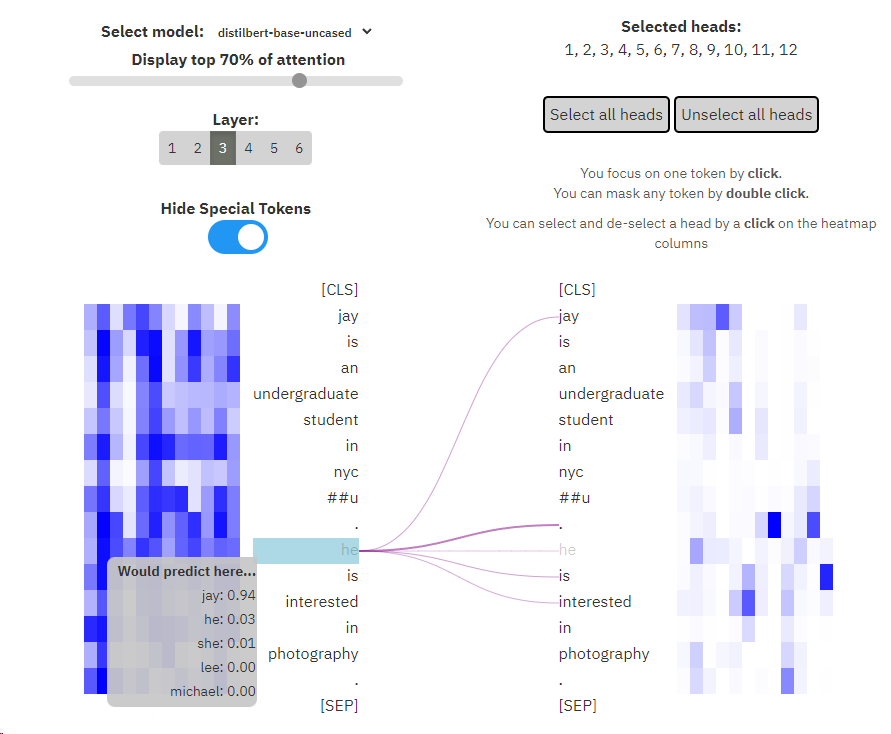 Select model: distilbert-base-uncased
Display top 70% of attention
Layer:
1 2 3 4 5 6
Hide Special Tokens
Selected heads:
1, 2, 3, 4, 5, 6, 7, 8, 9, 10, 11, 12
Select all heads Unselect all heads
You focus on one token by click.
You can mask any token by double click.
You can select and de-select a head by a click on the heatmap
columns
[CLS]
jay
is
an
undergraduate
student
in
nyc
##u
.
he
is
interested
in
photography
.
[SEP]
Would predict here...
jay: 0.94
he: 0.03
she: 0.01
lee: 0.00
michael: 0.00
[CLS]
jay
is
an
undergraduate
student
in
nyc
##u
.
he
is
interested
in
photography
.
[SEP]